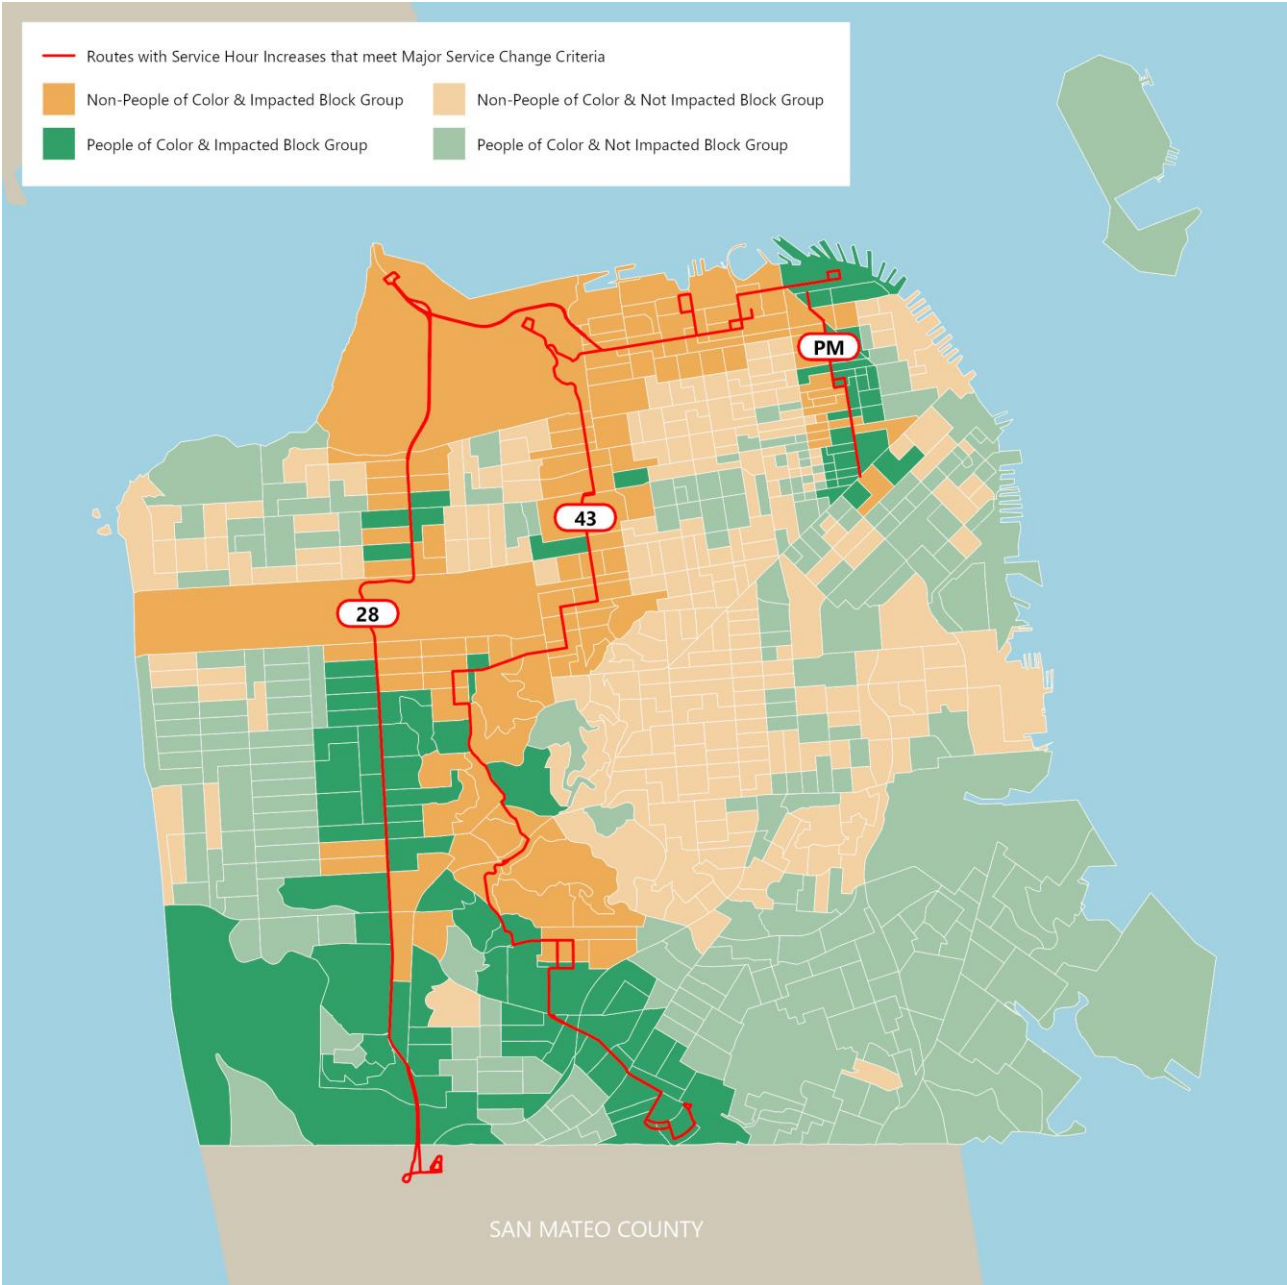 Routes with Service Hour Increases that meet Major Service Change Criteria
Non-People of Color & Impacted Block Group
Non-People of Color & Not Impacted Block Group
People of Color & Impacted Block Group
People of Color & Not Impacted Block Group
PM
43
28
SAN MATEO COUNTY